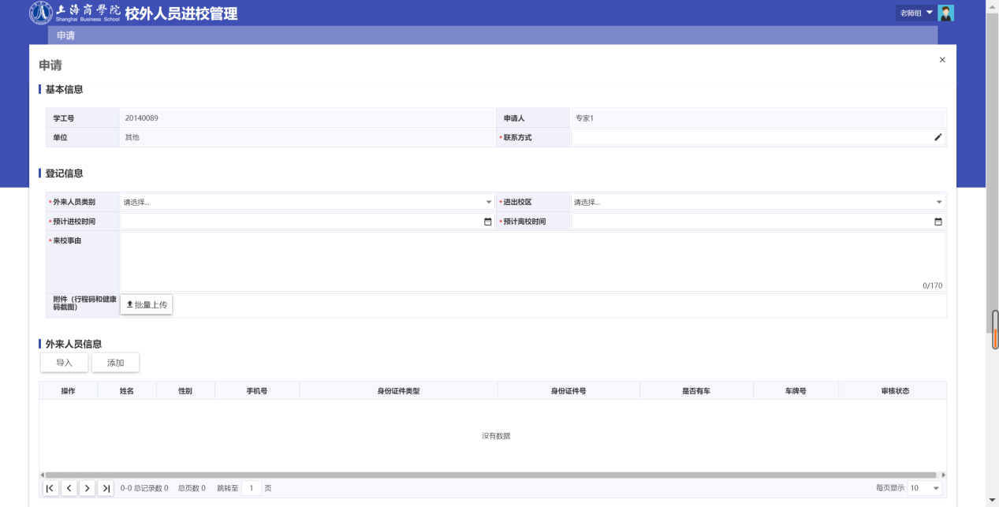 上海商学院 校外人员进校管理
Shanghai Business School
老师组
申请
申请
基本信息
学工号 20140089 申请人 专家1
单位 其他 *联系方式
登记信息
*外来人员类别 请选择... *进出校区 请选择...
*预计进校时间 *预计离校时间
*来校事由
0/170
附件（行程码和健康
码截图）
批量上传
外来人员信息
导入 添加
操作 姓名 性别 手机号 身份证件类型 身份证件号 是否有车 车牌号 审核状态
没有数据
0-0 总记录数 0 总页数 0 跳转至 1 页 每页显示 10